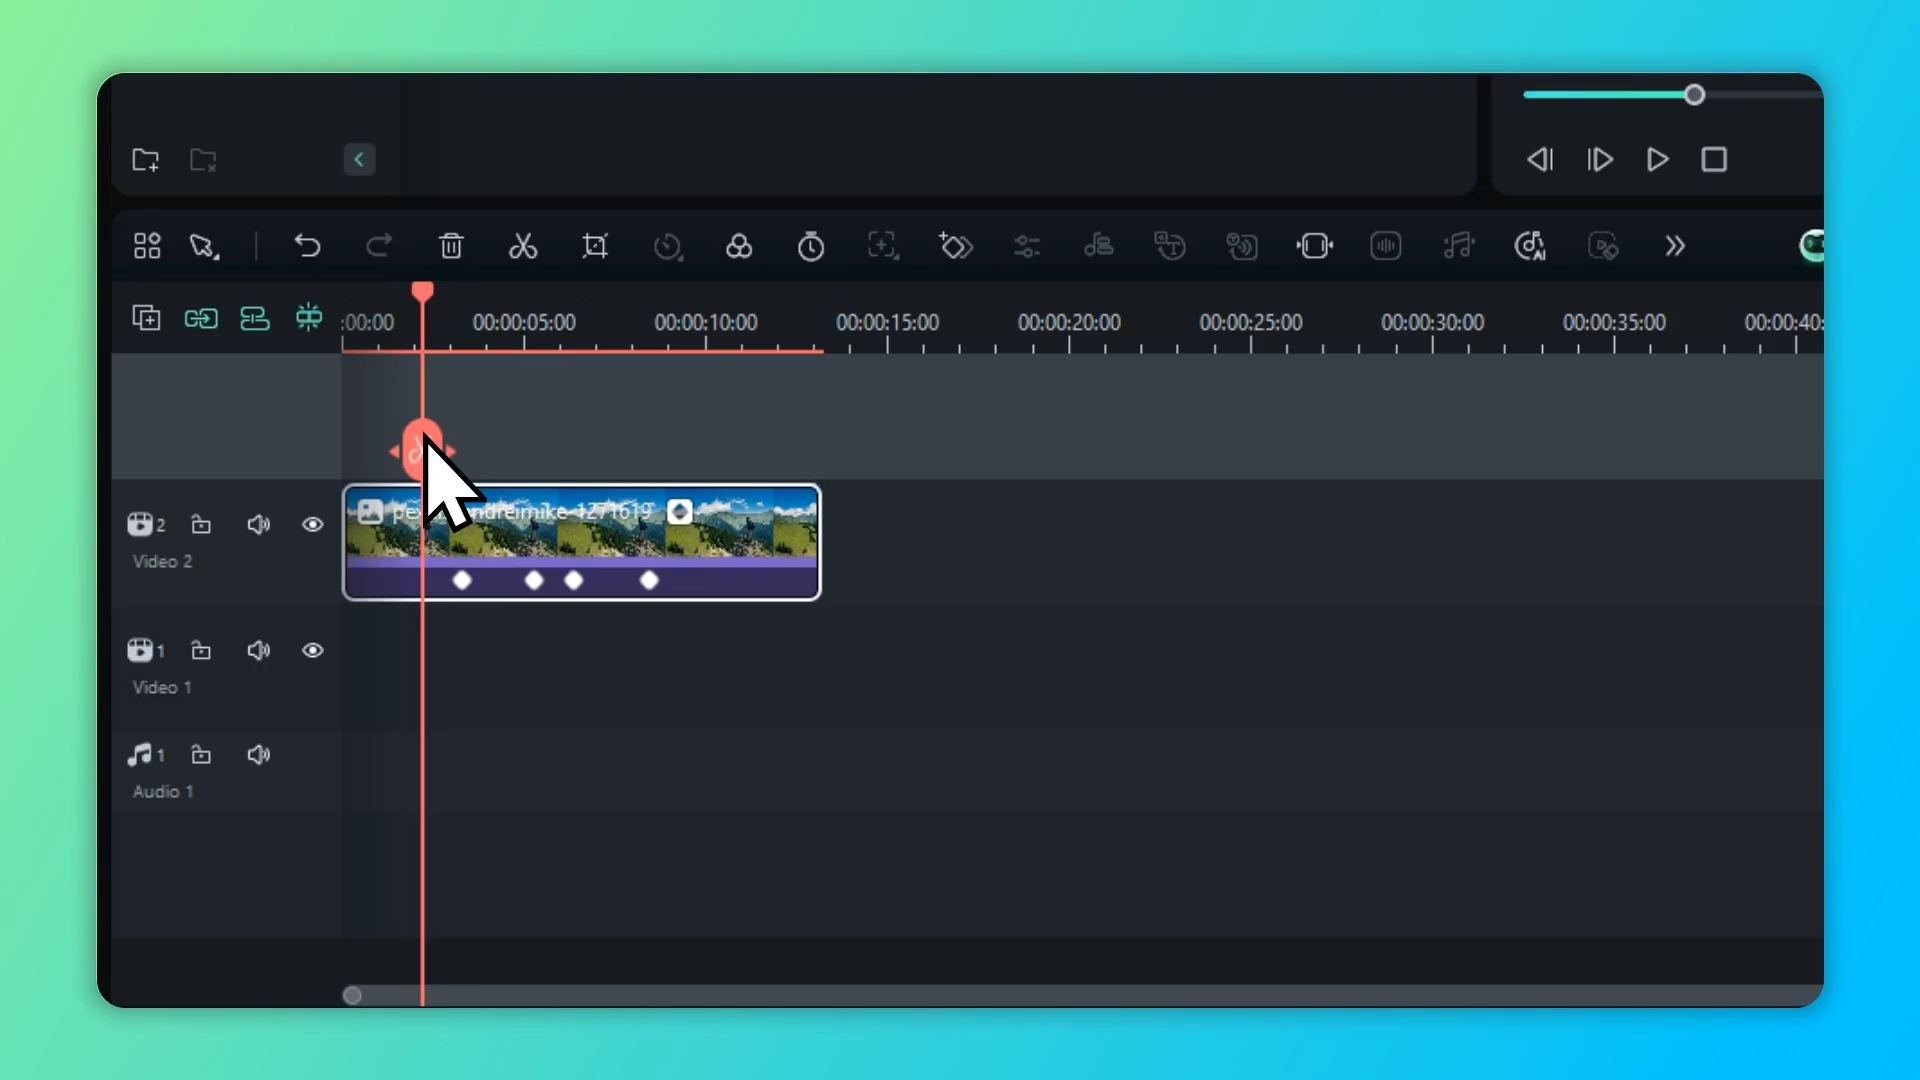 :00:00
00:00:05:00
00:00:10:00
00:00:15:00
00:00:20:00
00:00:25:00
00:00:30:00
00:00:35:00
00:00:40:
AI
2
Video 2
ndreimike-1271619
1
Video 1
1
Audio 1